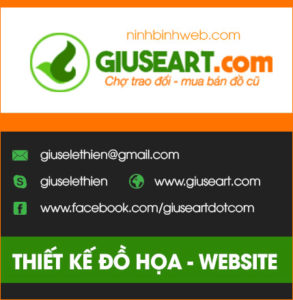 ninhbinhweb.com
GIUSEART.com
Chợ trao đổi - mua bán đồ cũ
giuselethien@gmail.com
giuselethien www.giuseart.com
www.facebook.com/giuseartdotcom
THIẾT KẾ ĐỒ HỌA - WEBSITE